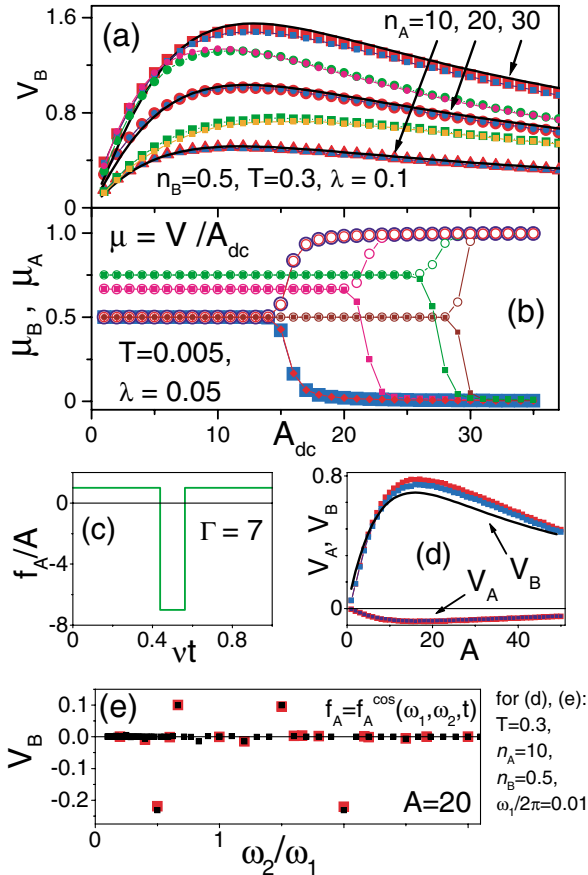 (a)
n_A=10, 20, 30
V_B
1.6
0.8
0.0
n_B=0.5, T=0.3, λ = 0.1
μ = V /A_dc
(b)
μ_B , μ_A
1.0
0.5
0
T=0.005,
λ = 0.05
0 10 20 30
A_dc
(c)
Γ = 7
f_A/A
0
-4
-8
0.0 0.4 0.8
νt
(d)
V_A, V_B
0.8
0
V_A
V_B
0 20 40
A
(e)
f_A=f_A^cos(ω_1,ω_2,t)
V_B
0.1
0.0
-0.1
-0.2
A=20
0 1 2
ω_2/ω_1
for (d), (e):
T=0.3,
n_A=10,
n_B=0.5,
ω_1/2π=0.01